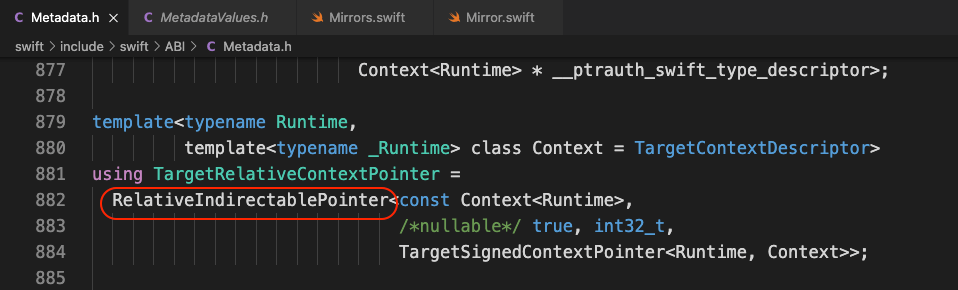 Metadata.h
MetadataValues.h
Mirrors.swift
Mirror.swift
swift > include > swift > ABI > Metadata.h
877 Context<Runtime> * __ptrauth_swift_type_descriptor>;
878
879 template<typename Runtime,
880 template<typename _Runtime> class Context = TargetContextDescriptor>
881 using TargetRelativeContextPointer =
882 RelativeIndirectablePointer<const Context<Runtime>,
883 /*nullable*/ true, int32_t,
884 TargetSignedContextPointer<Runtime, Context>>;
885